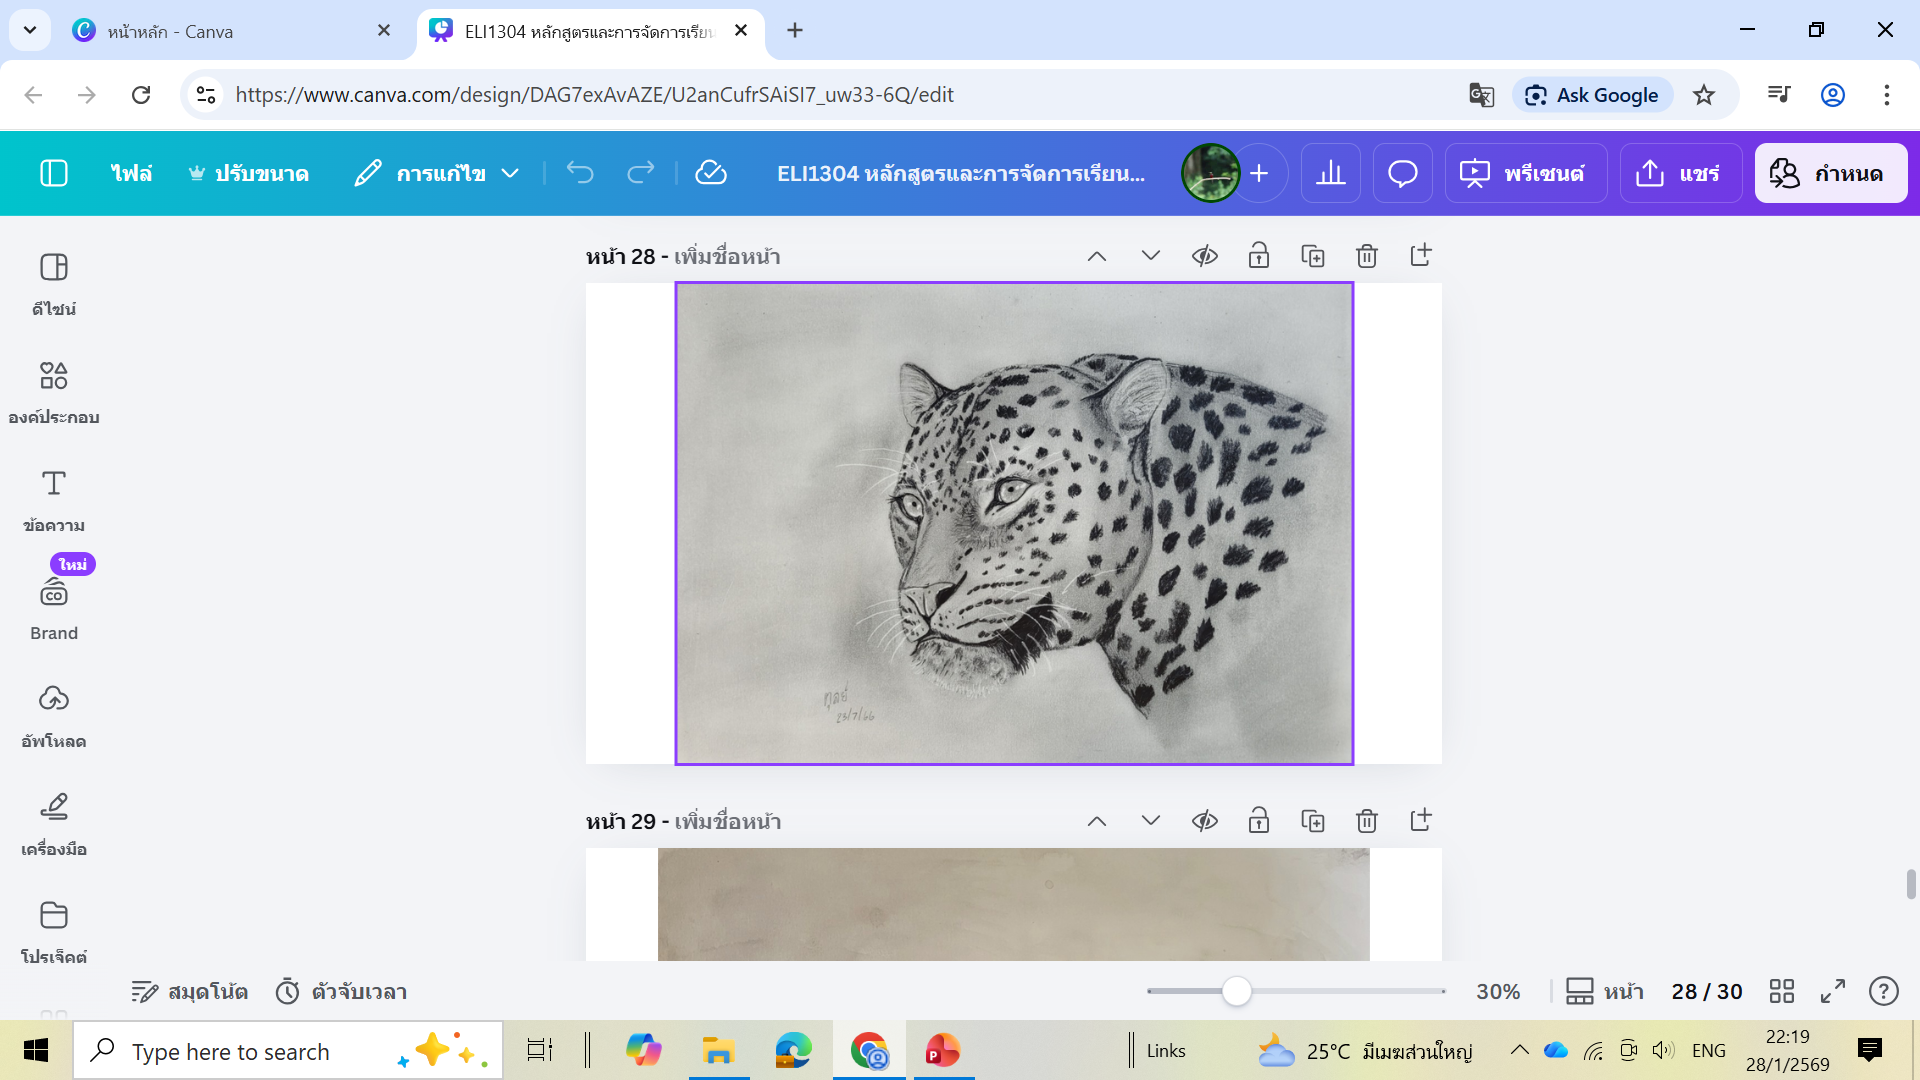 หน้าหลัก - Canva
ELI1304 หลักสูตรและการจัดการเรียน
https://www.canva.com/design/DAG7exAvAZE/U2anCufrSAiSI7_uw33-6Q/edit
Ask Google
ไฟล์
ปรับขนาด
การแก้ไข
ELI1304 หลักสูตรและการจัดการเรียน...
พรีเซนต์
แชร์
กำหนด
หน้า 28 - เพิ่มชื่อหน้า
ดีไซน์
องค์ประกอบ
ข้อความ
ใหม่
Brand
อัพโหลด
เครื่องมือ
โปรเจ็คต์
23/7/66
หน้า 29 - เพิ่มชื่อหน้า
สมุดโน้ต
ตัวจับเวลา
30%
หน้า
28 / 30
Type here to search
Links
25°C มีเมฆส่วนใหญ่
ENG
22:19
28/1/2569